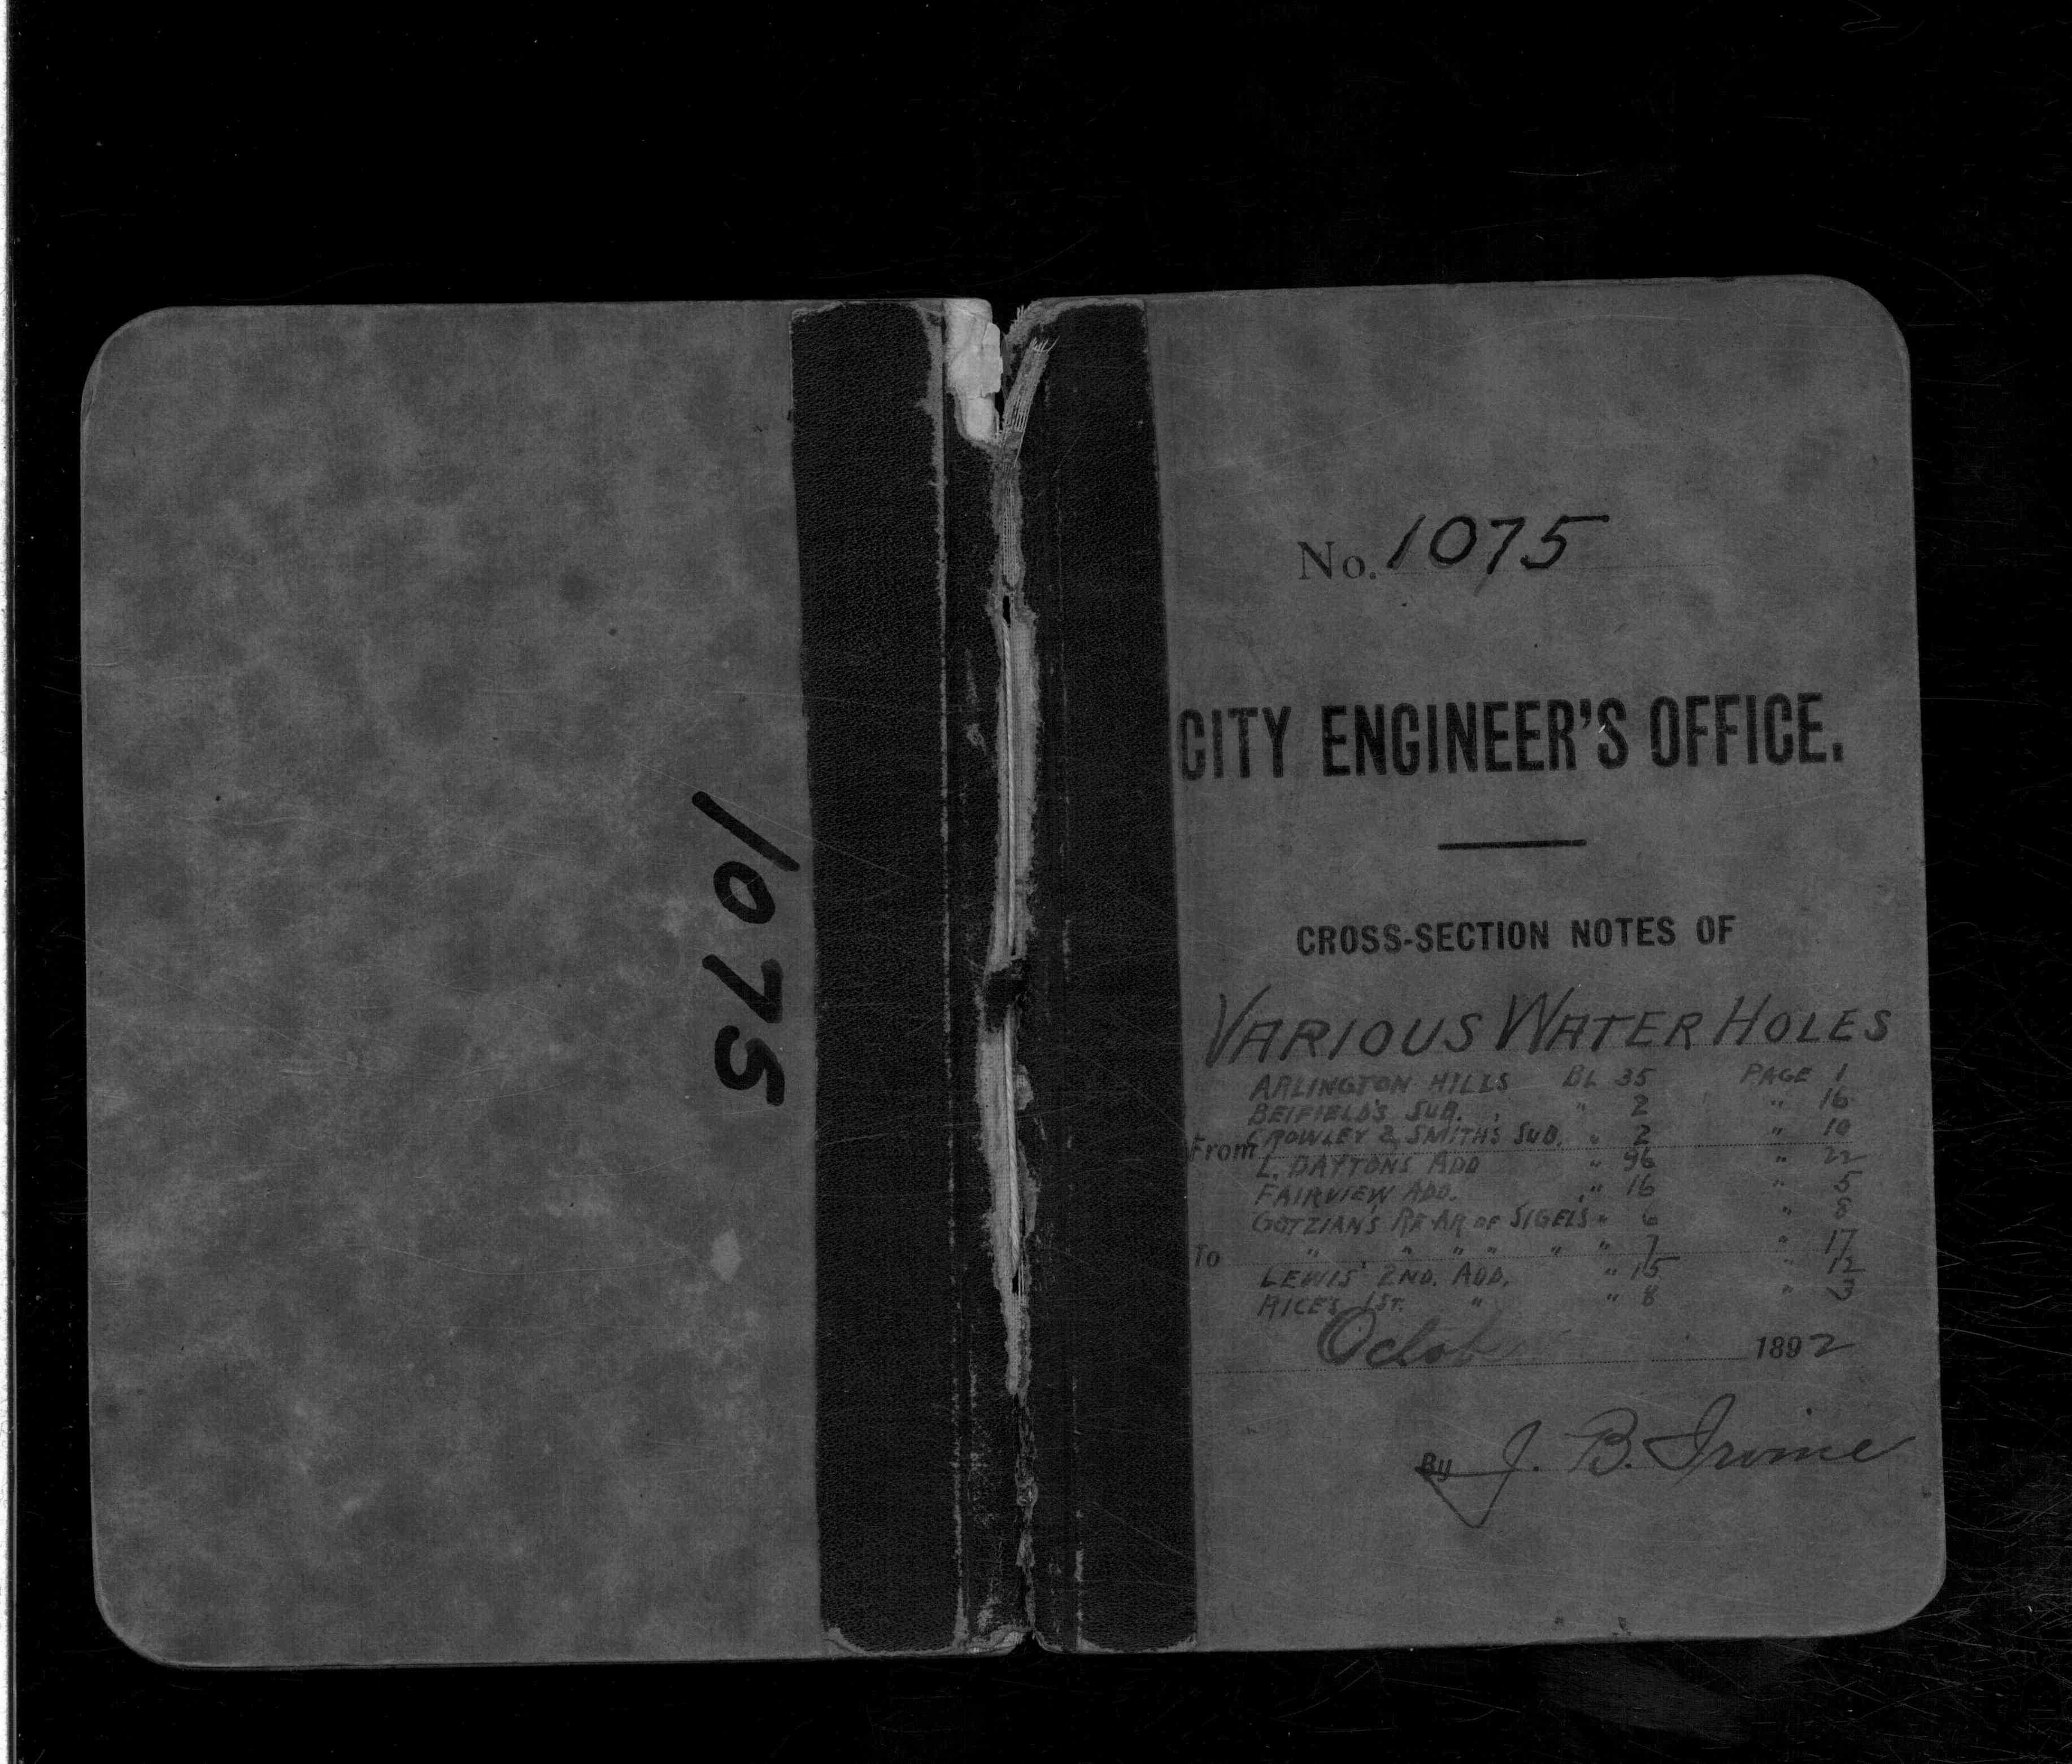 1075
No. 1075
CITY ENGINEER'S OFFICE.
CROSS-SECTION NOTES OF
VARIOUS WATER HOLES
ARLINGTON HILLS BL 35 PAGE 1
BEIFIELD'S SUB. " 2 " 16
From CROWLEY & SMITH'S SUB. " 2 " 10
L. DAYTONS ADD " 96 " 22
FAIRVIEW ADD. " 16 " 5
GOTZIAN'S RE-AR OF SIGELS " 6 " 8
To " " " " " " 7 " 17
LEWIS' 2ND. ADD. " 15 " 12
RICE'S 1ST. " " 8 " 3
Octob 1892
By J. B. Irvine